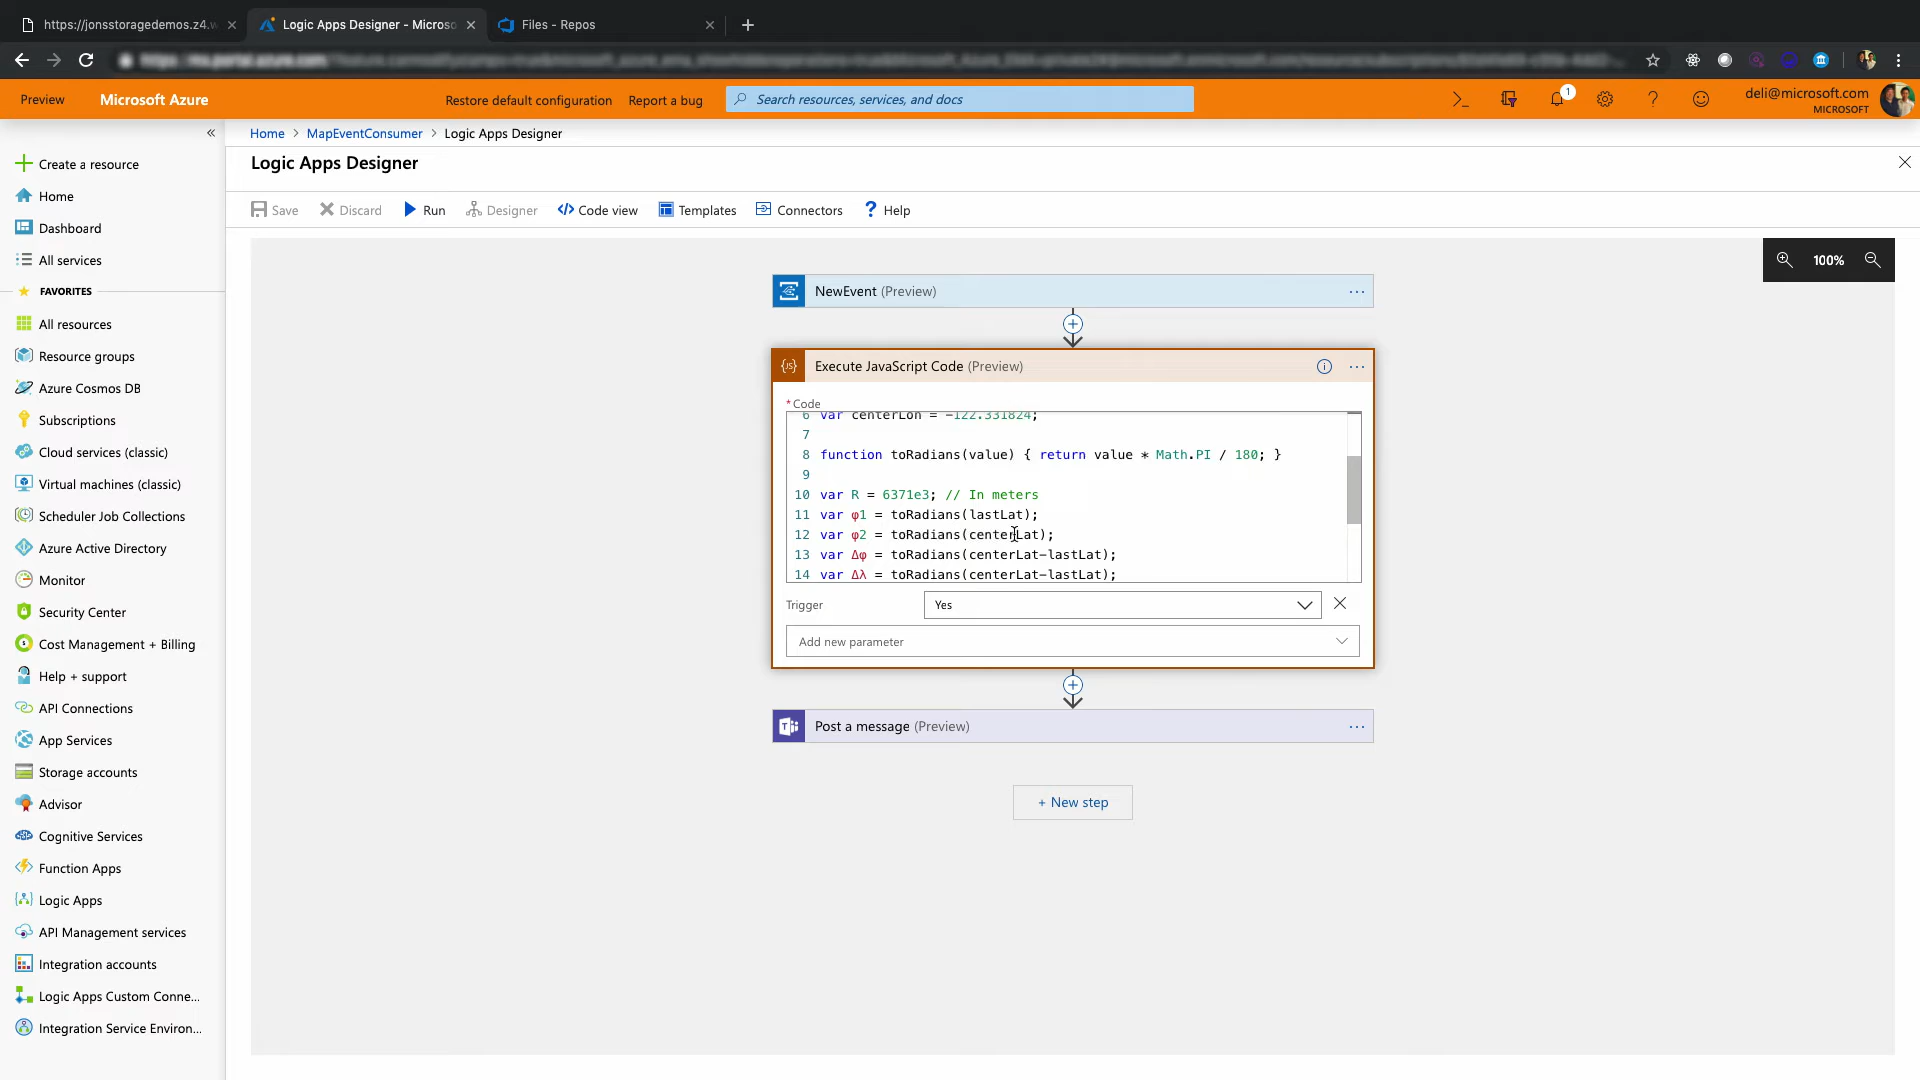 https://jonsstoragedemos.z4.w
Logic Apps Designer - Microso
Files - Repos
Preview
Microsoft Azure
Restore default configuration
Report a bug
Search resources, services, and docs
1
deli@microsoft.com
MICROSOFT
Home > MapEventConsumer > Logic Apps Designer
Logic Apps Designer
Save
Discard
Run
Designer
Code view
Templates
Connectors
Help
Create a resource
Home
Dashboard
All services
FAVORITES
All resources
Resource groups
Azure Cosmos DB
Subscriptions
Cloud services (classic)
Virtual machines (classic)
Scheduler Job Collections
Azure Active Directory
Monitor
Security Center
Cost Management + Billing
Help + support
API Connections
App Services
Storage accounts
Advisor
Cognitive Services
Function Apps
Logic Apps
API Management services
Integration accounts
Logic Apps Custom Conne...
Integration Service Environ...
100%
NewEvent (Preview)
Execute JavaScript Code (Preview)
* Code
6 var centerLon = -122.331824;
7
8 function toRadians(value) { return value * Math.PI / 180; }
9
10 var R = 6371e3; // In meters
11 var φ1 = toRadians(lastLat);
12 var φ2 = toRadians(centerLat);
13 var Δφ = toRadians(centerLat-lastLat);
14 var Δλ = toRadians(centerLat-lastLat);
Trigger
Yes
Add new parameter
Post a message (Preview)
+ New step